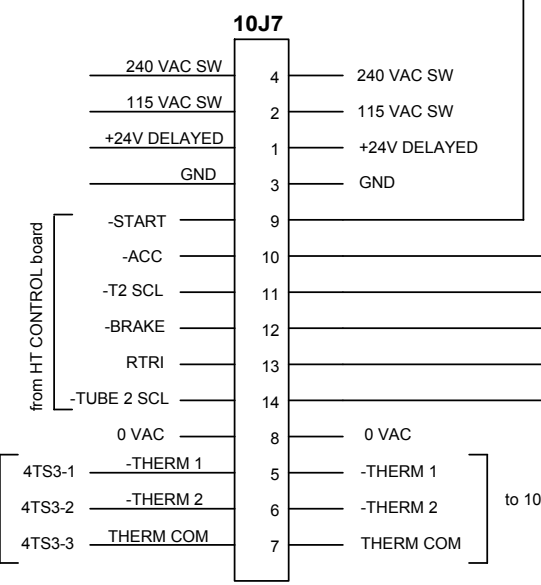 10J7
240 VAC SW 4 240 VAC SW
115 VAC SW 2 115 VAC SW
+24V DELAYED 1 +24V DELAYED
GND 3 GND
-START 9
-ACC 10
-T2 SCL 11
-BRAKE 12
RTRI 13
-TUBE 2 SCL 14
from HT CONTROL board
0 VAC 8 0 VAC
4TS3-1 -THERM 1 5 -THERM 1
4TS3-2 -THERM 2 6 -THERM 2
4TS3-3 THERM COM 7 THERM COM
to 10